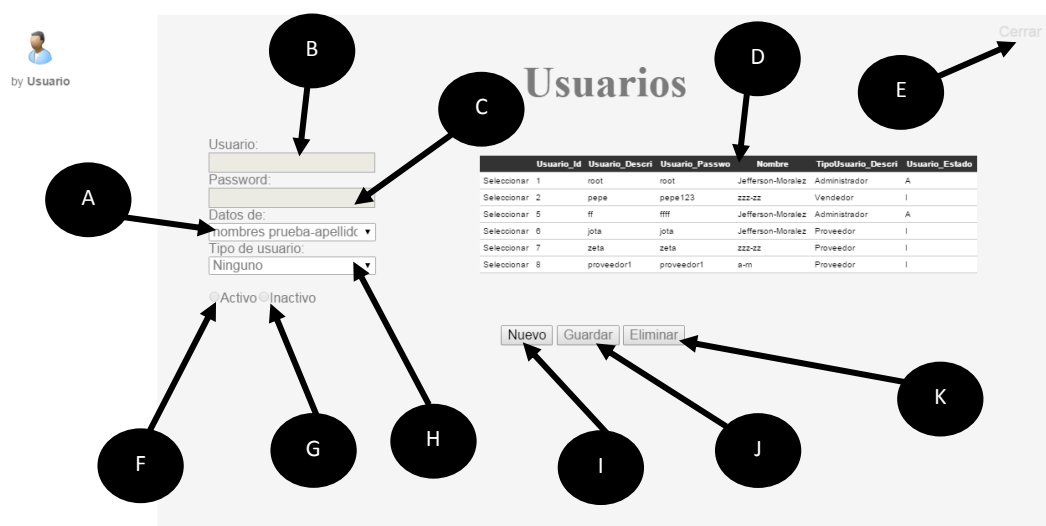 Cerrar
by Usuario
Usuarios
B
D
E
C
A
Usuario:
Password:
Datos de:
nombres prueba-apellido
Tipo de usuario:
Ninguno
Activo Inactivo
Usuario_Id Usuario_Descri Usuario_Passwo Nombre TipoUsuario_Descri Usuario_Estado
Seleccionar 1 root root Jefferson-Moralez Administrador A
Seleccionar 2 pepe pepe123 zzz-zz Vendedor I
Seleccionar 5 ff ffff Jefferson-Moralez Administrador A
Seleccionar 6 jota jota Jefferson-Moralez Proveedor I
Seleccionar 7 zeta zeta zzz-zz Proveedor I
Seleccionar 8 proveedor1 proveedor1 a-m Proveedor I
Nuevo Guardar Eliminar
K
F
G
H
I
J